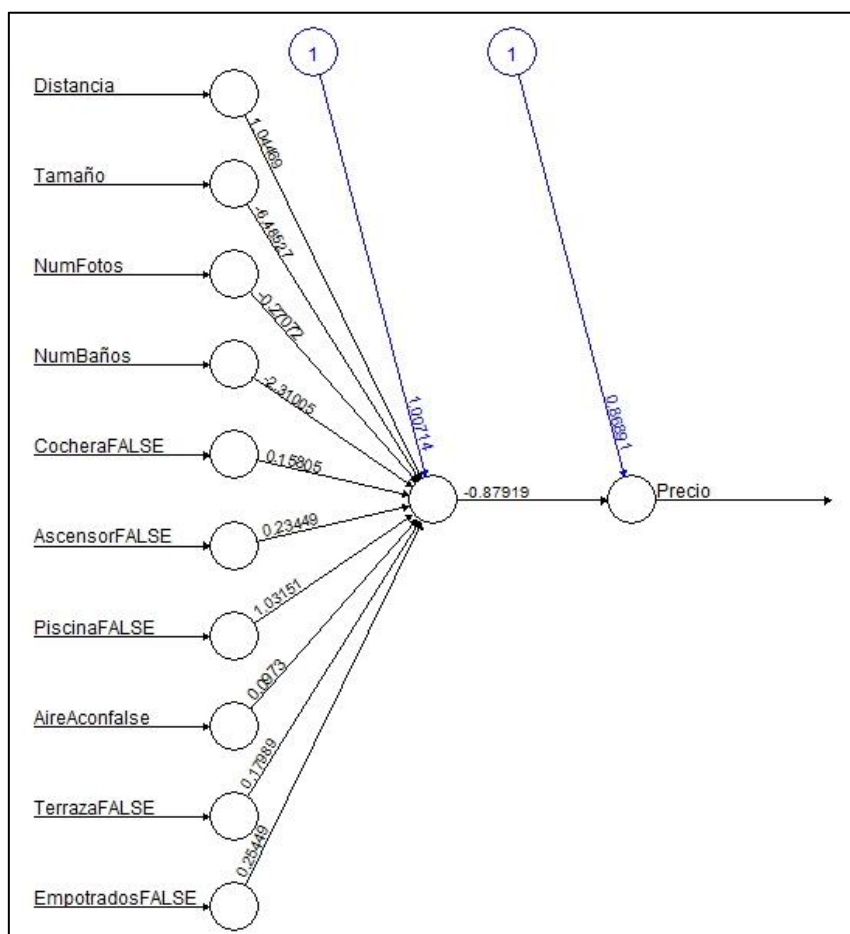 1
1
Distancia
1.04469
Tamaño
-6.48527
NumFotos
-0.27072
NumBaños
-2.31005
1.00714
0.86891
CocheraFALSE
0.15805
-0.87919
Precio
AscensorFALSE
0.23449
PiscinaFALSE
1.03151
AireAconfalse
0.0973
TerrazaFALSE
0.17989
EmpotradosFALSE
0.25449